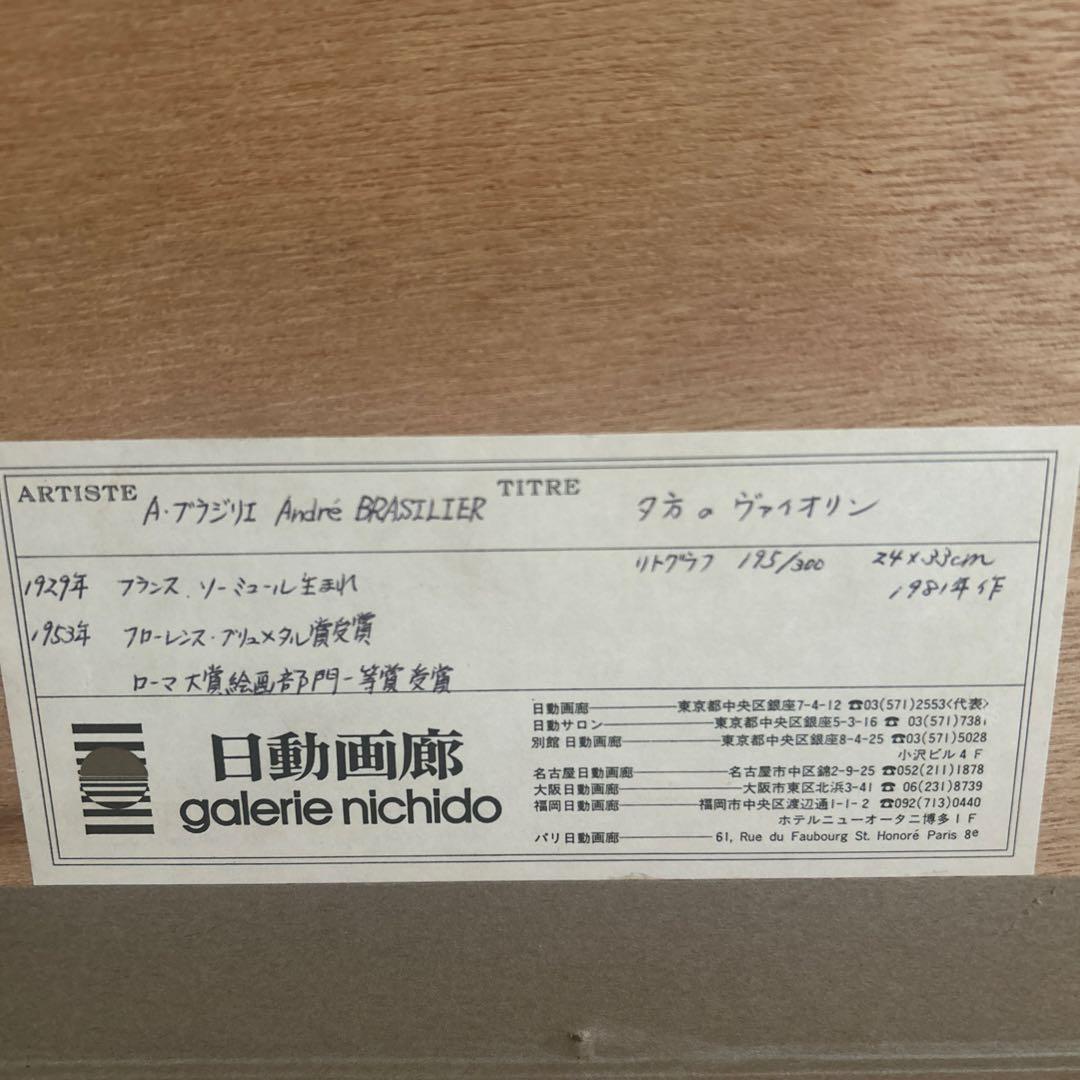 ARTISTE A・ブラジリエ André BRASILIER
TITRE 夕方の ヴァイオリン
リトグラフ 195/300 24×33cm
1981年作
1929年 フランス、ソーミュール生まれ
1953年 フローレンス・ブリュメタル賞受賞
ローマ大賞絵画部門一等賞受賞
日動画廊
galerie nichido
日動画廊 東京都中央区銀座7-4-12 ☎03(571)2553<代表>
日動サロン 東京都中央区銀座5-3-16 ☎ 03(571)7381
別館 日動画廊 東京都中央区銀座8-4-25 ☎03(571)5028
小沢ビル4F
名古屋日動画廊 名古屋市中区錦2-9-25 ☎052(211)1878
大阪日動画廊 大阪市東区北浜3-41 ☎ 06(231)8739
福岡日動画廊 福岡市中央区渡辺通1-1-2 ☎092(713)0440
ホテルニューオータニ博多1F
パリ日動画廊 61, Rue du Faubourg St. Honoré Paris 8e